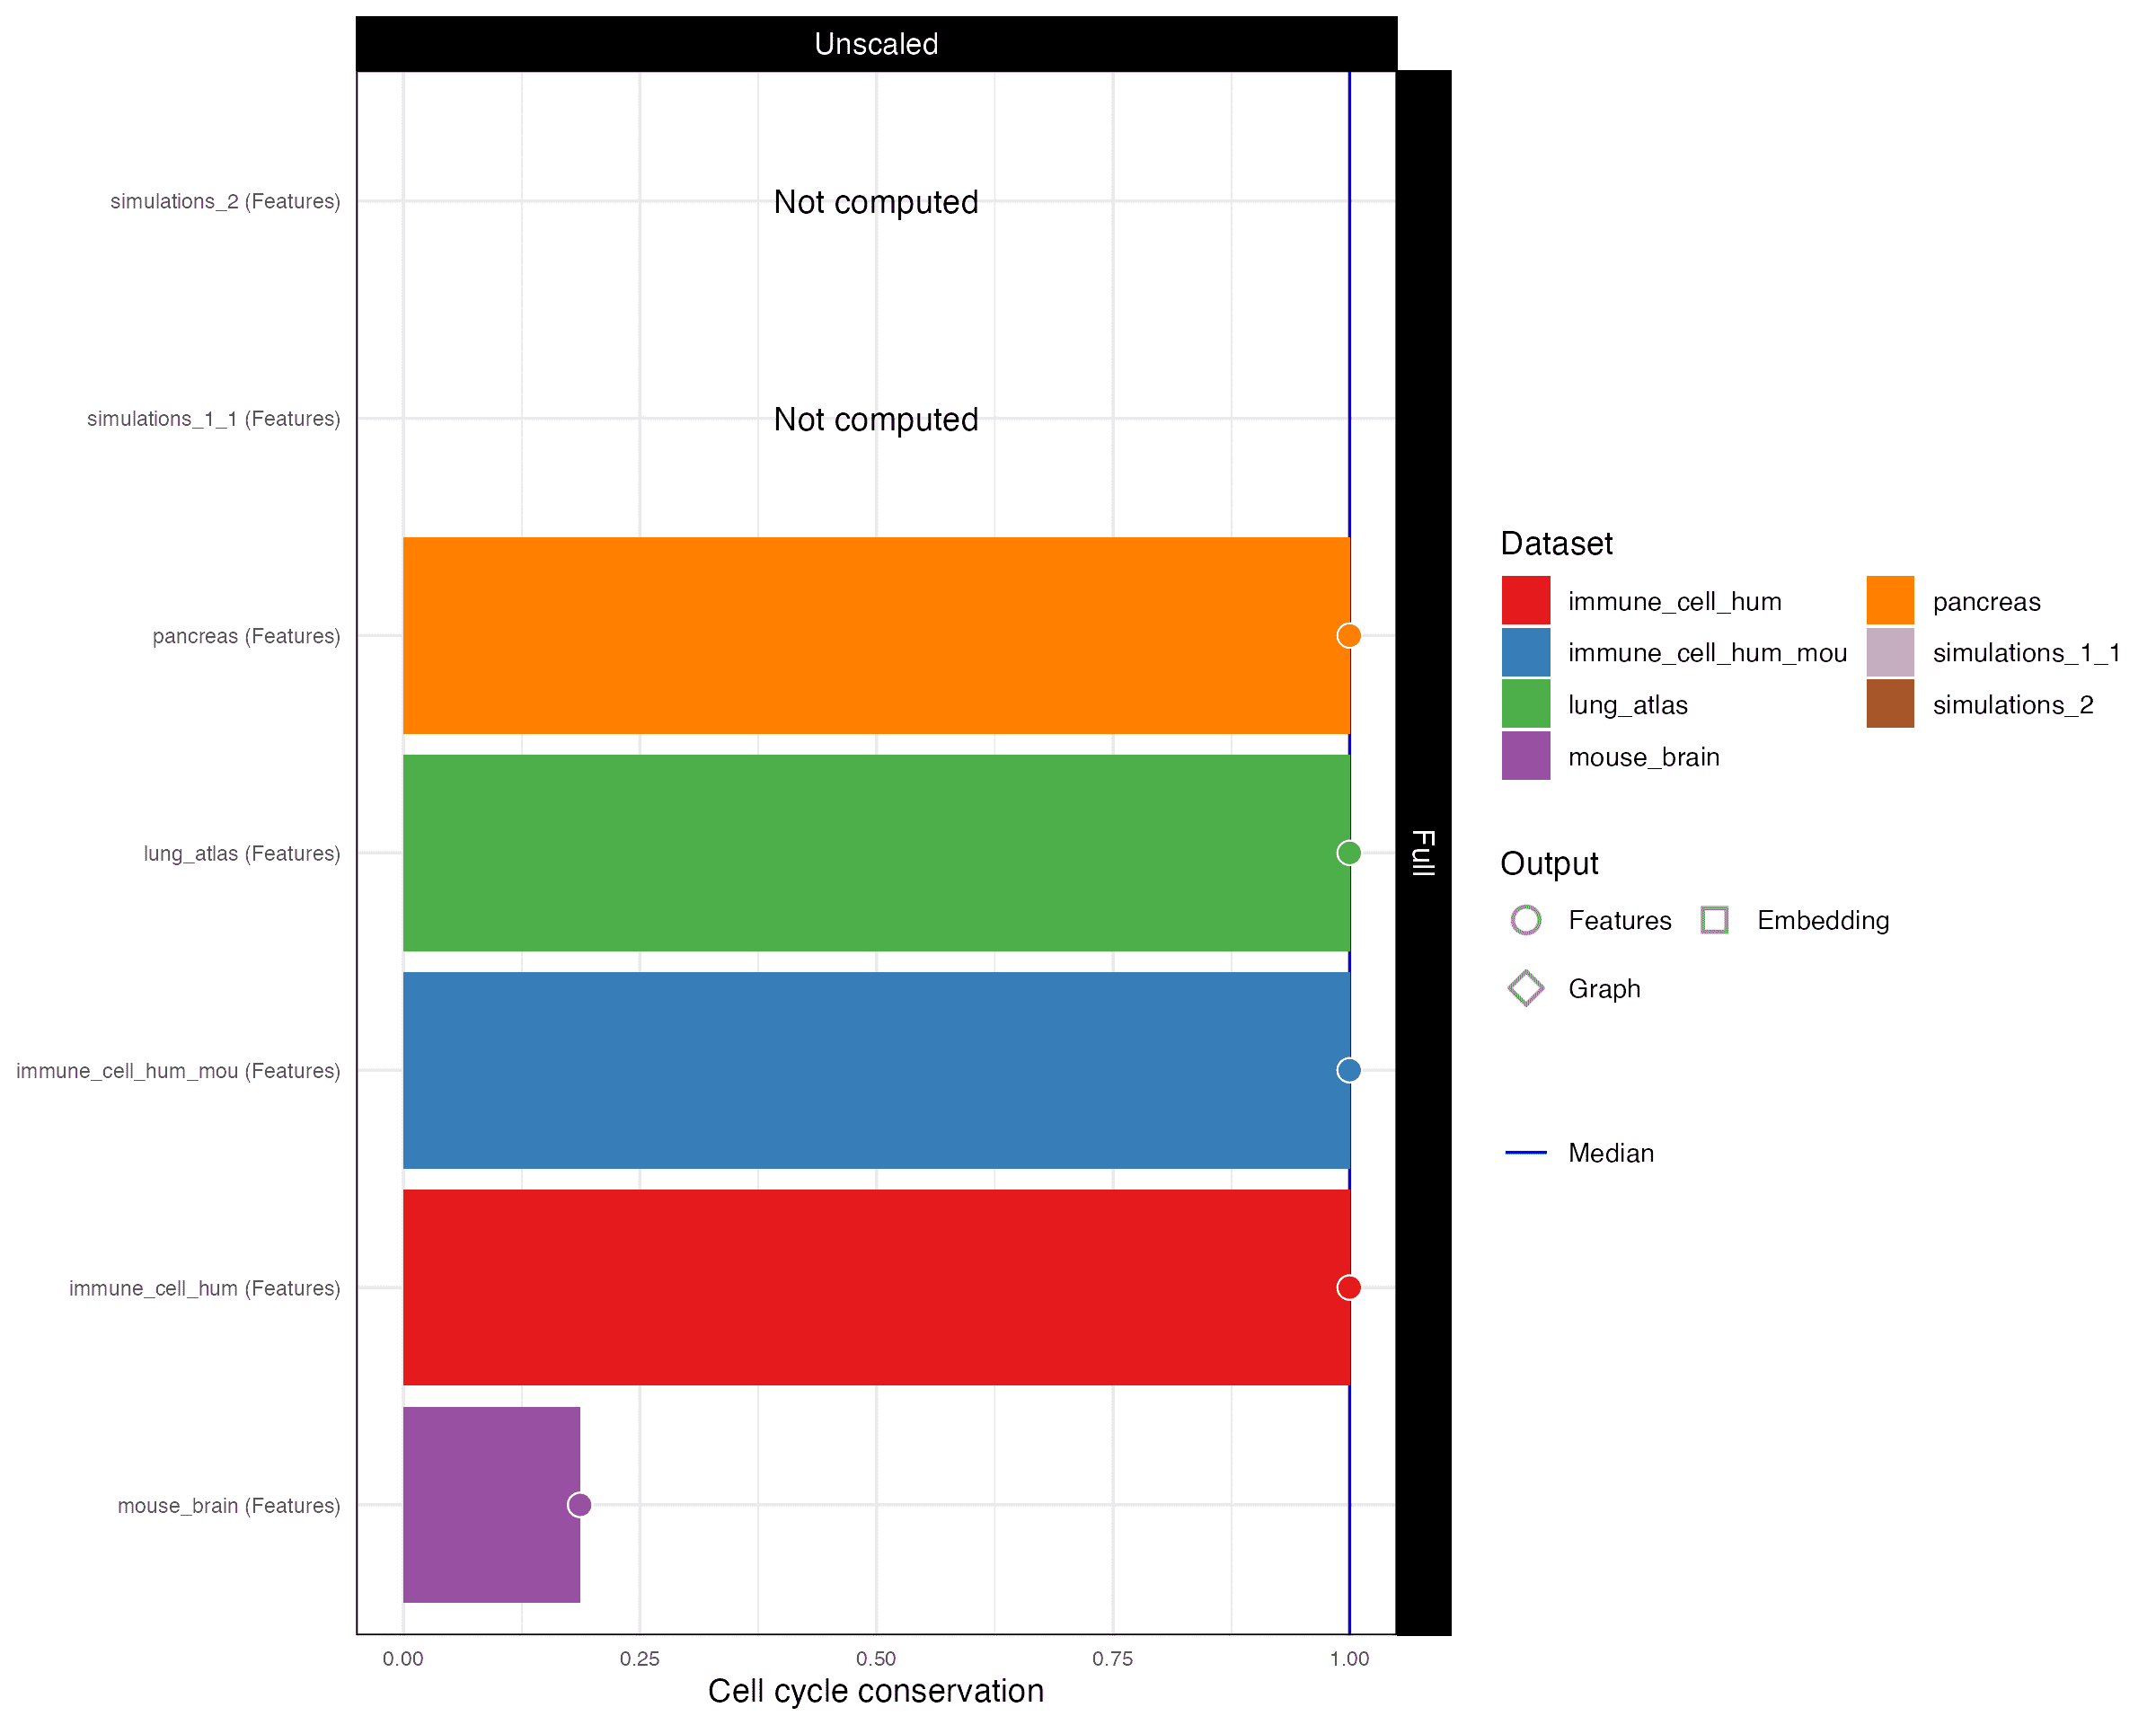 Unscaled
simulations_2 (Features)
Not computed
simulations_1_1 (Features)
Not computed
pancreas (Features)
lung_atlas (Features)
immune_cell_hum_mou (Features)
immune_cell_hum (Features)
mouse_brain (Features)
0.00 0.25 0.50 0.75 1.00
Cell cycle conservation
Full
Dataset
immune_cell_hum pancreas
immune_cell_hum_mou simulations_1_1
lung_atlas simulations_2
mouse_brain
Output
Features Embedding
Graph
Median